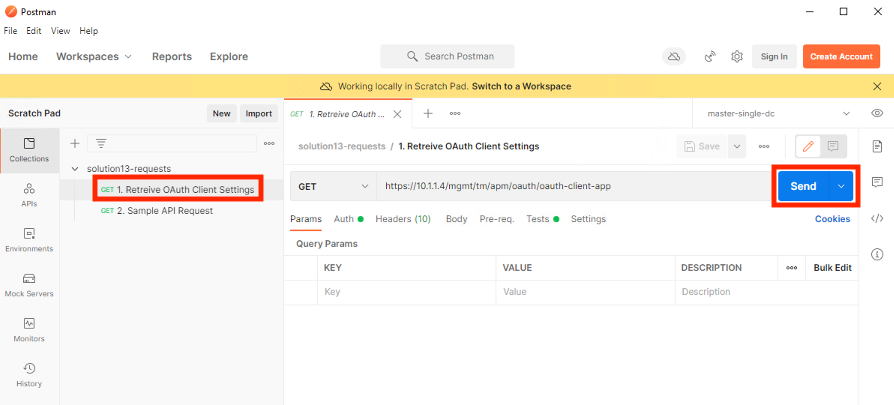 Postman
File Edit View Help
Home Workspaces Reports Explore Search Postman Sign In Create Account
Working locally in Scratch Pad. Switch to a Workspace
Scratch Pad New Import GET 1. Retreive OAuth ... master-single-dc
Collections
APIs
Environments
Mock Servers
Monitors
History
solution13-requests
GET 1. Retreive OAuth Client Settings
GET 2. Sample API Request
solution13-requests / 1. Retreive OAuth Client Settings Save
GET https://10.1.1.4/mgmt/tm/apm/oauth/oauth-client-app Send
Params Auth Headers (10) Body Pre-req. Tests Settings Cookies
Query Params
KEY VALUE DESCRIPTION Bulk Edit
Key Value Description